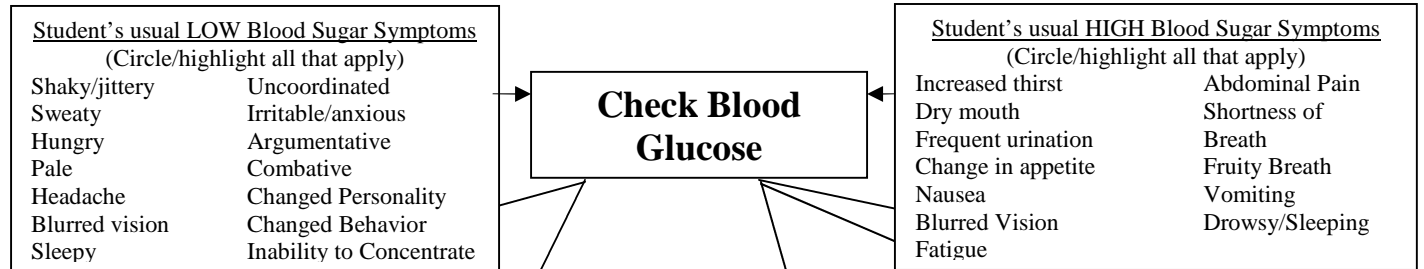 Student's usual LOW Blood Sugar Symptoms
(Circle/highlight all that apply)
Shaky/jittery Uncoordinated
Sweaty Irritable/anxious
Hungry Argumentative
Pale Combative
Headache Changed Personality
Blurred vision Changed Behavior
Sleepy Inability to Concentrate
Check Blood
Glucose
Student's usual HIGH Blood Sugar Symptoms
(Circle/highlight all that apply)
Increased thirst Abdominal Pain
Dry mouth Shortness of
Frequent urination Breath
Change in appetite Fruity Breath
Nausea Vomiting
Blurred Vision Drowsy/Sleeping
Fatigue